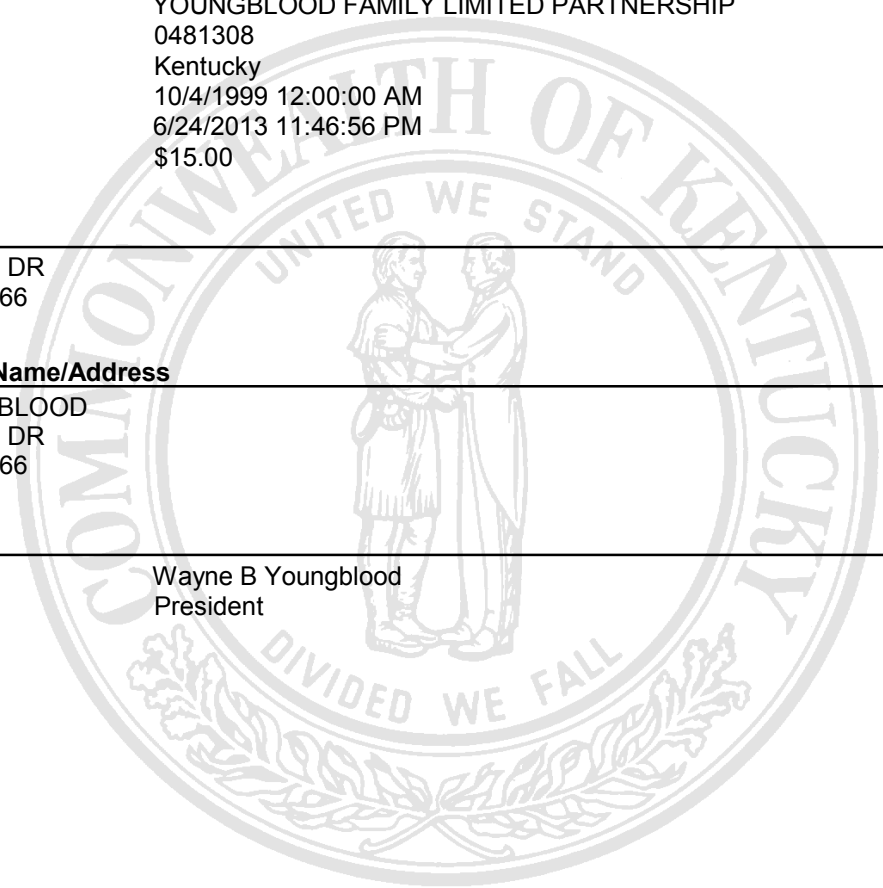 YOUNGBLOOD FAMILY LIMITED PARTNERSHIP
0481308
Kentucky
10/4/1999 12:00:00 AM
6/24/2013 11:46:56 PM
$15.00
DR
66
Name/Address
BLOOD
DR
66
Wayne B Youngblood
President
COMMONWEALTH OF KENTUCKY
UNITED WE STAND
DIVIDED WE FALL